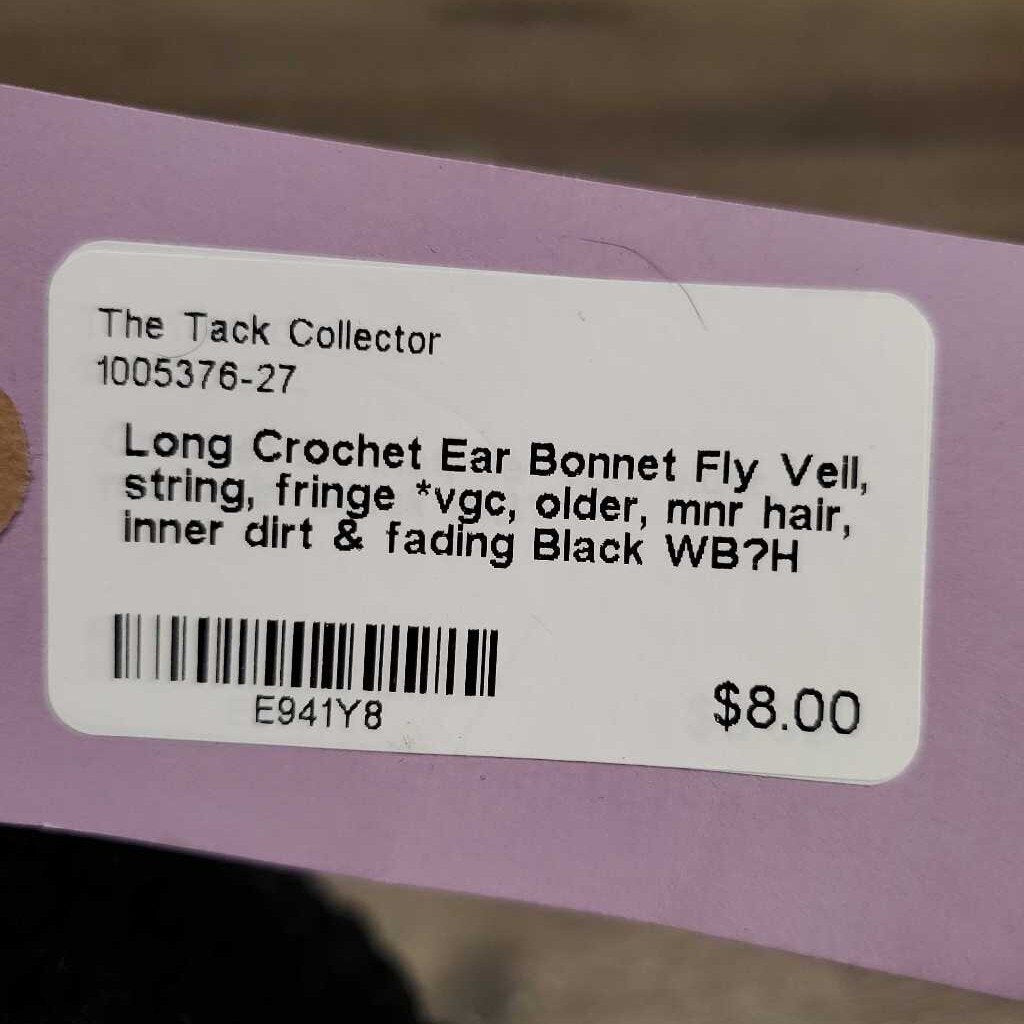 The Tack Collector
1005376-27
Long Crochet Ear Bonnet Fly Veil,
string, fringe *vgc, older, mnr hair,
inner dirt & fading Black WB?H
E941Y8
$8.00